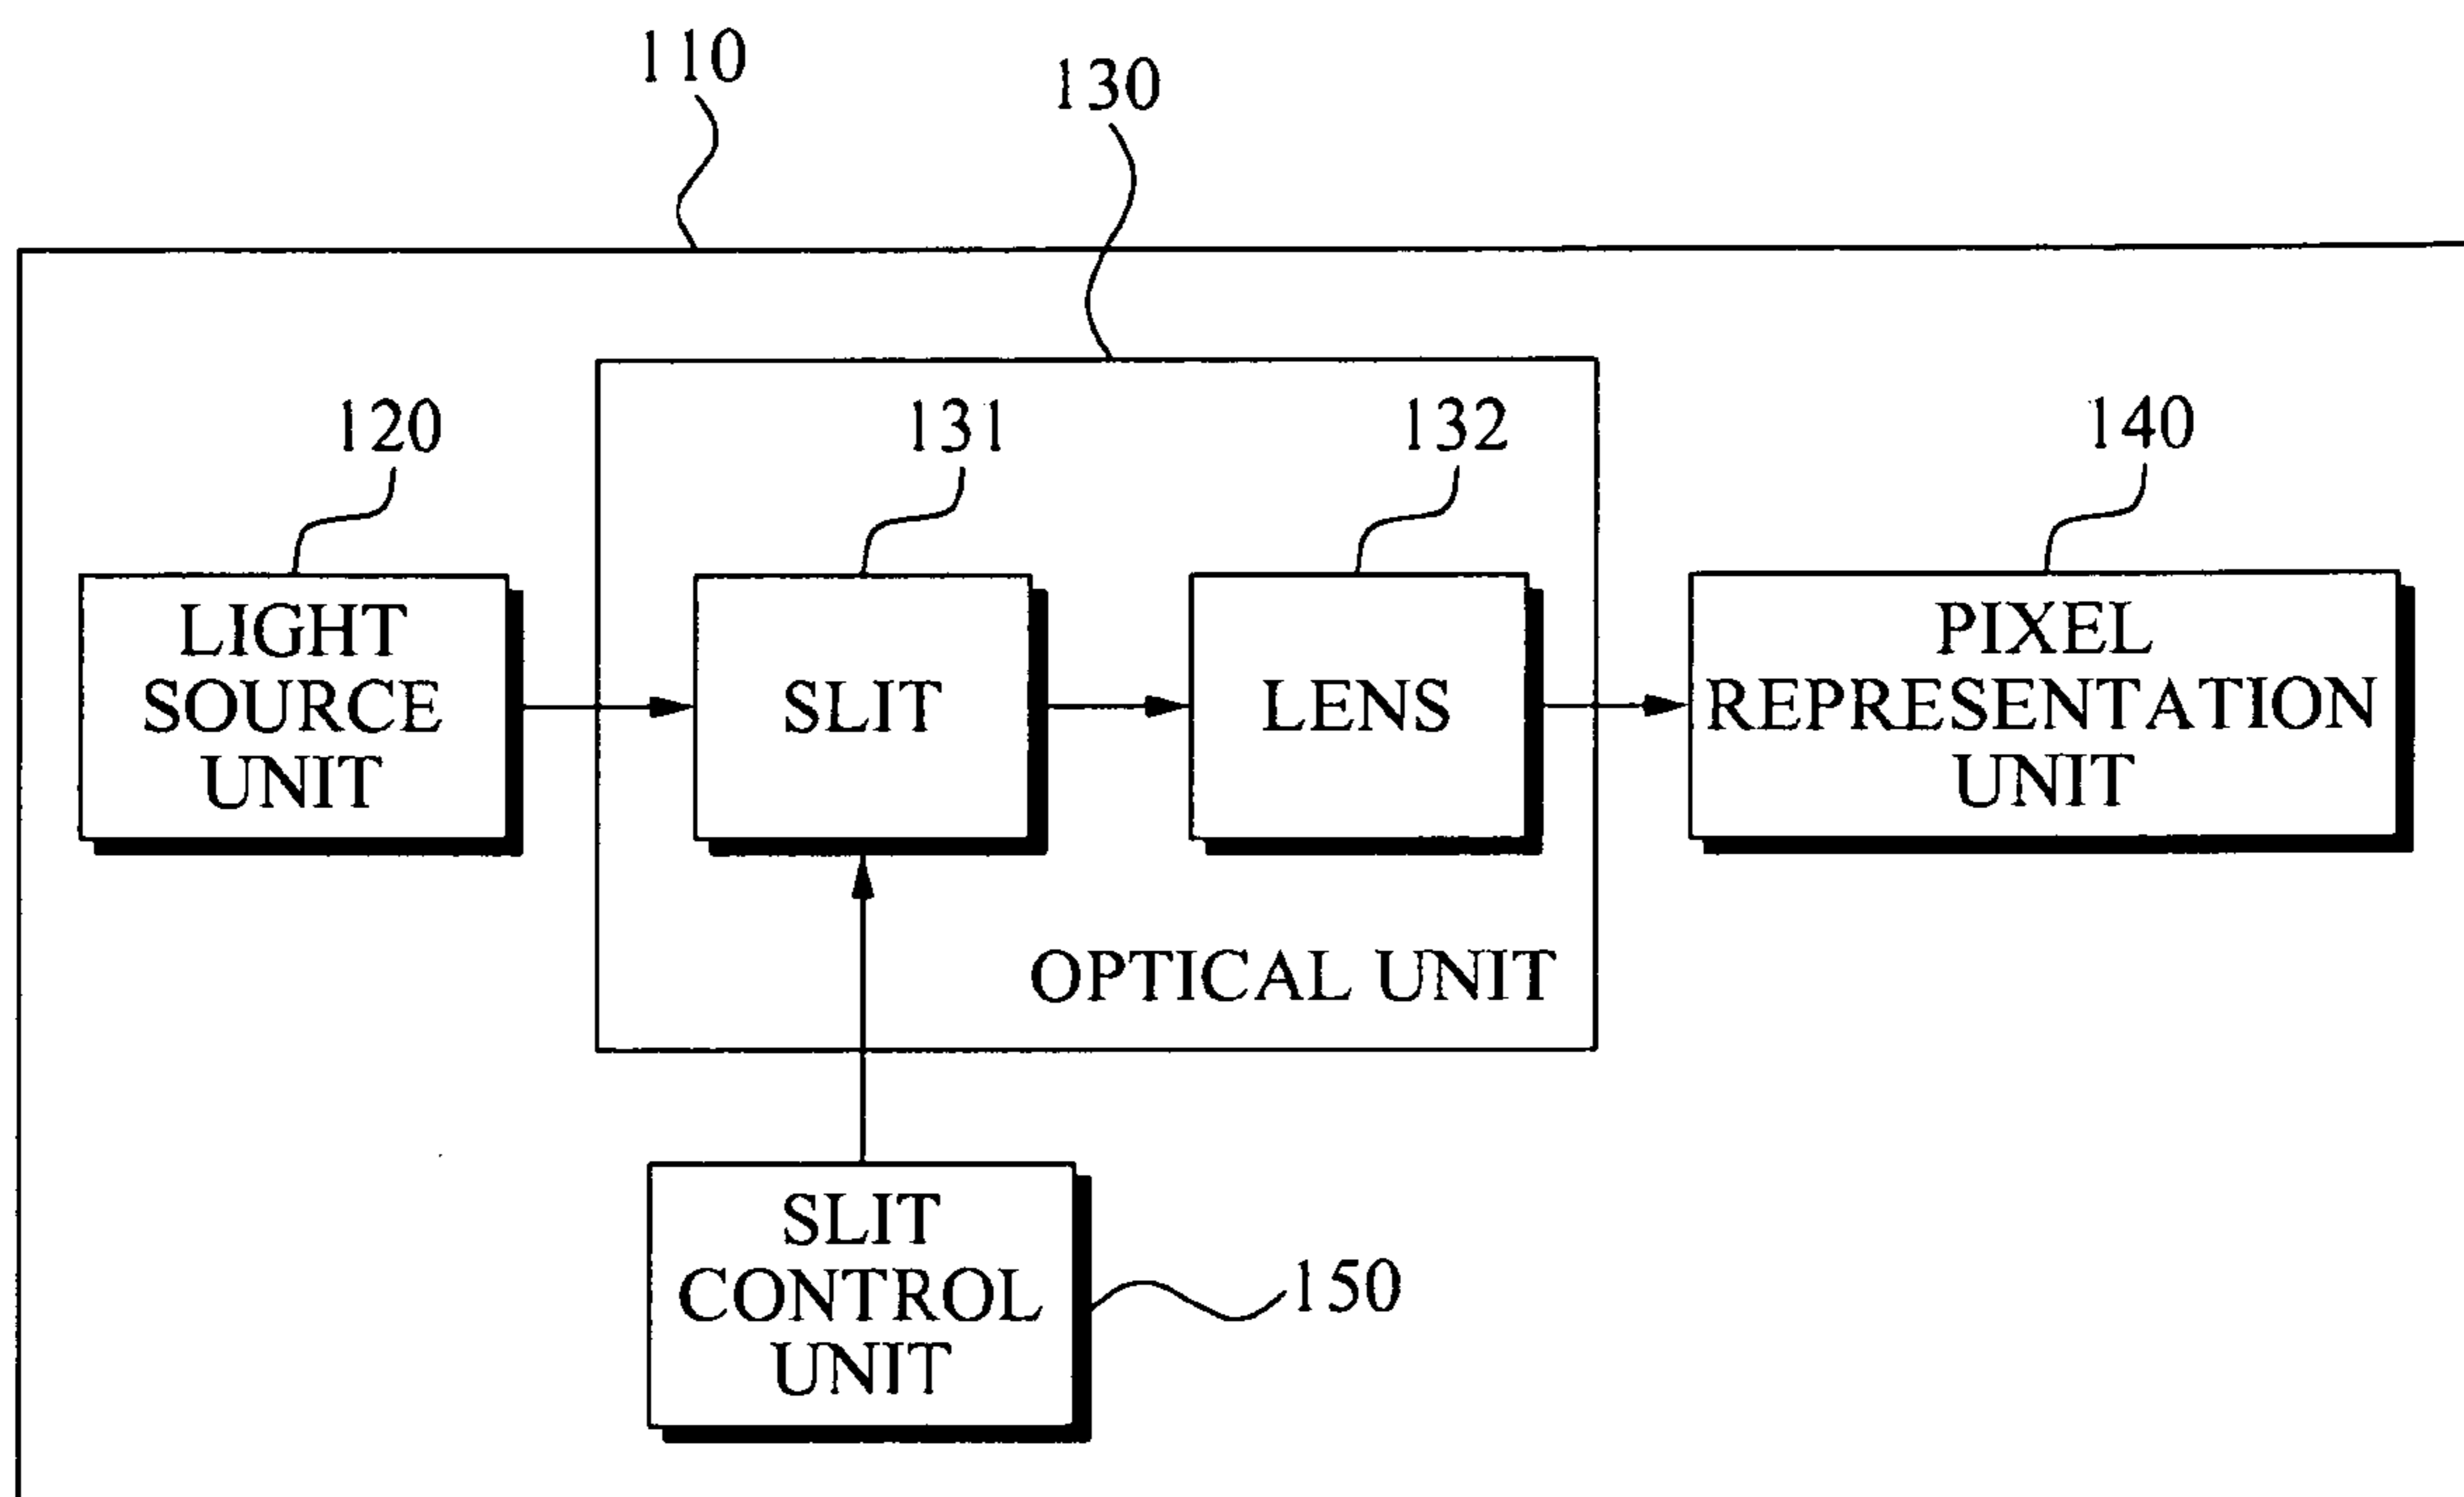 110
130
120
131
132
140
LIGHT
SOURCE
UNIT
SLIT
LENS
PIXEL
REPRESENTATION
UNIT
OPTICAL UNIT
SLIT
CONTROL
UNIT
150